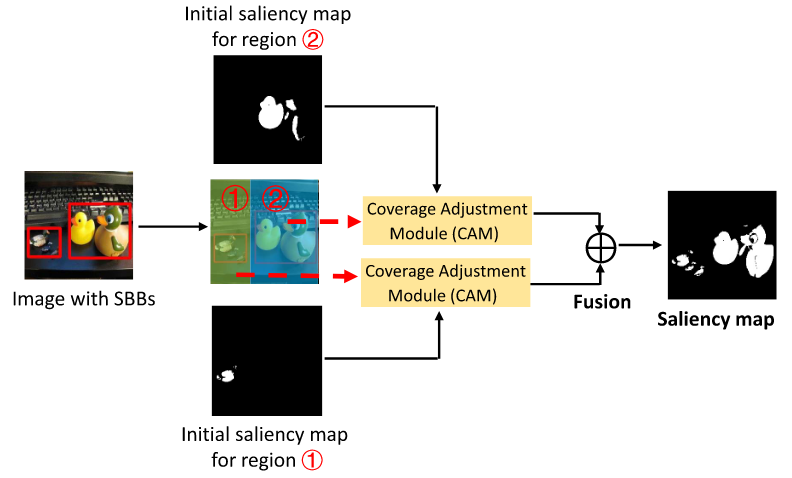 Initial saliency map
for region ②
① ②
Coverage Adjustment
Module (CAM)
Coverage Adjustment
Module (CAM)
Image with SBBs
Fusion
Saliency map
Initial saliency map
for region ①